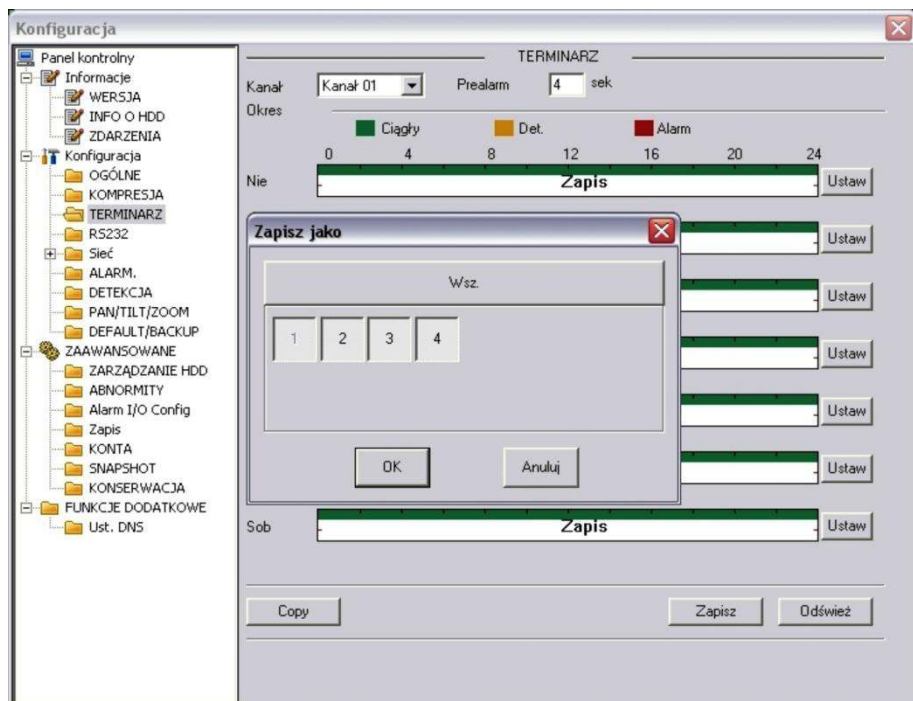 Konfiguracja
Panel kontrolny
Informacje
WERSJA
INFO O HDD
ZDARZENIA
Konfiguracja
OGÓLNE
KOMPRESJA
TERMINARZ
RS232
Sieć
ALARM.
DETEKCJA
PAN/TILT/ZOOM
DEFAULT/BACKUP
ZAAWANSOWANE
ZARZĄDZANIE HDD
ABNORMITY
Alarm I/O Config
Zapis
KONTA
SNAPSHOT
KONSERWACJA
FUNKCJE DODATKOWE
Ust. DNS
TERMINARZ
Kanał Kanał 01 Prealarm 4 sek
Okres
Ciągły Det. Alarm
0 4 8 12 16 20 24
Nie Zapis Ustaw
Ustaw
Ustaw
Ustaw
Ustaw
Ustaw
Sob Zapis Ustaw
Zapisz jako
Wsz.
1 2 3 4
OK Anuluj
Copy Zapisz Odśwież